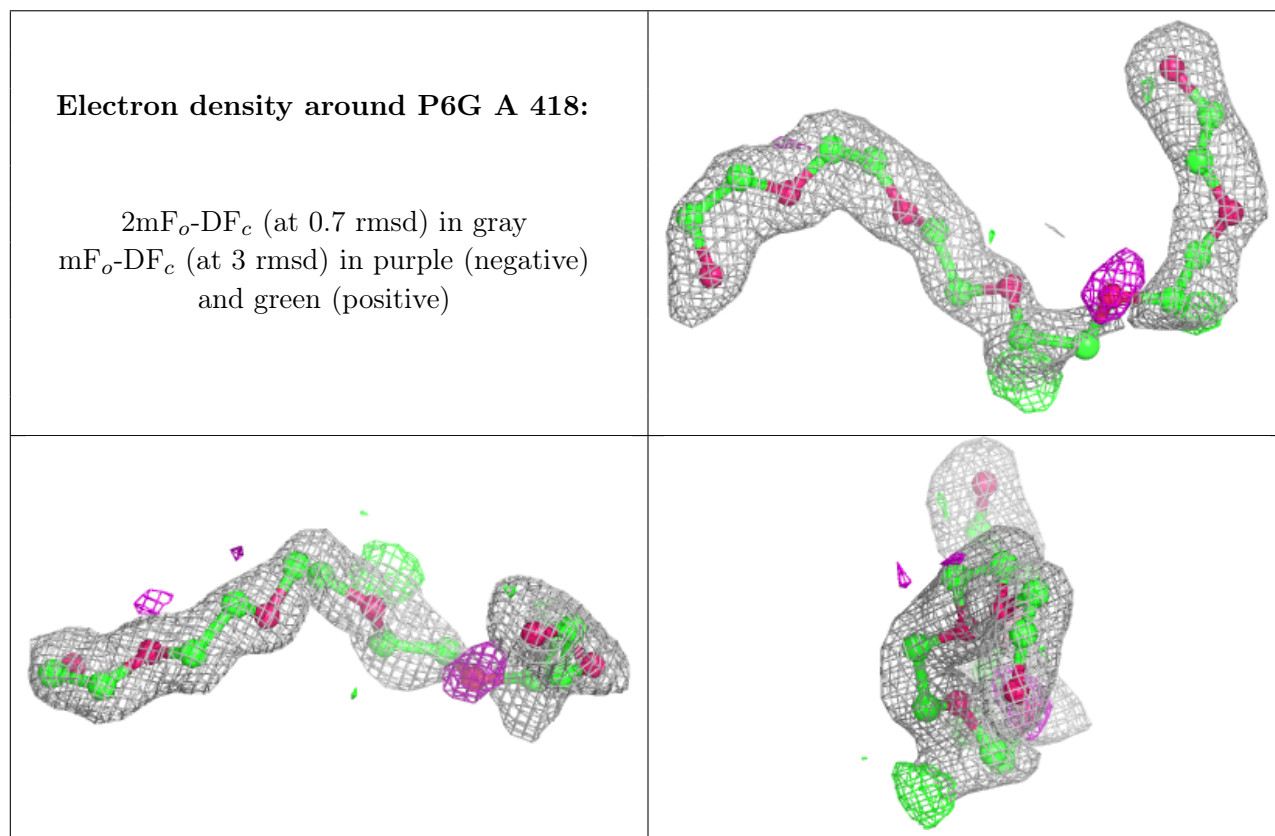 Electron density around P6G A 418:
2mFo-DFc (at 0.7 rmsd) in gray
mFo-DFc (at 3 rmsd) in purple (negative)
and green (positive)